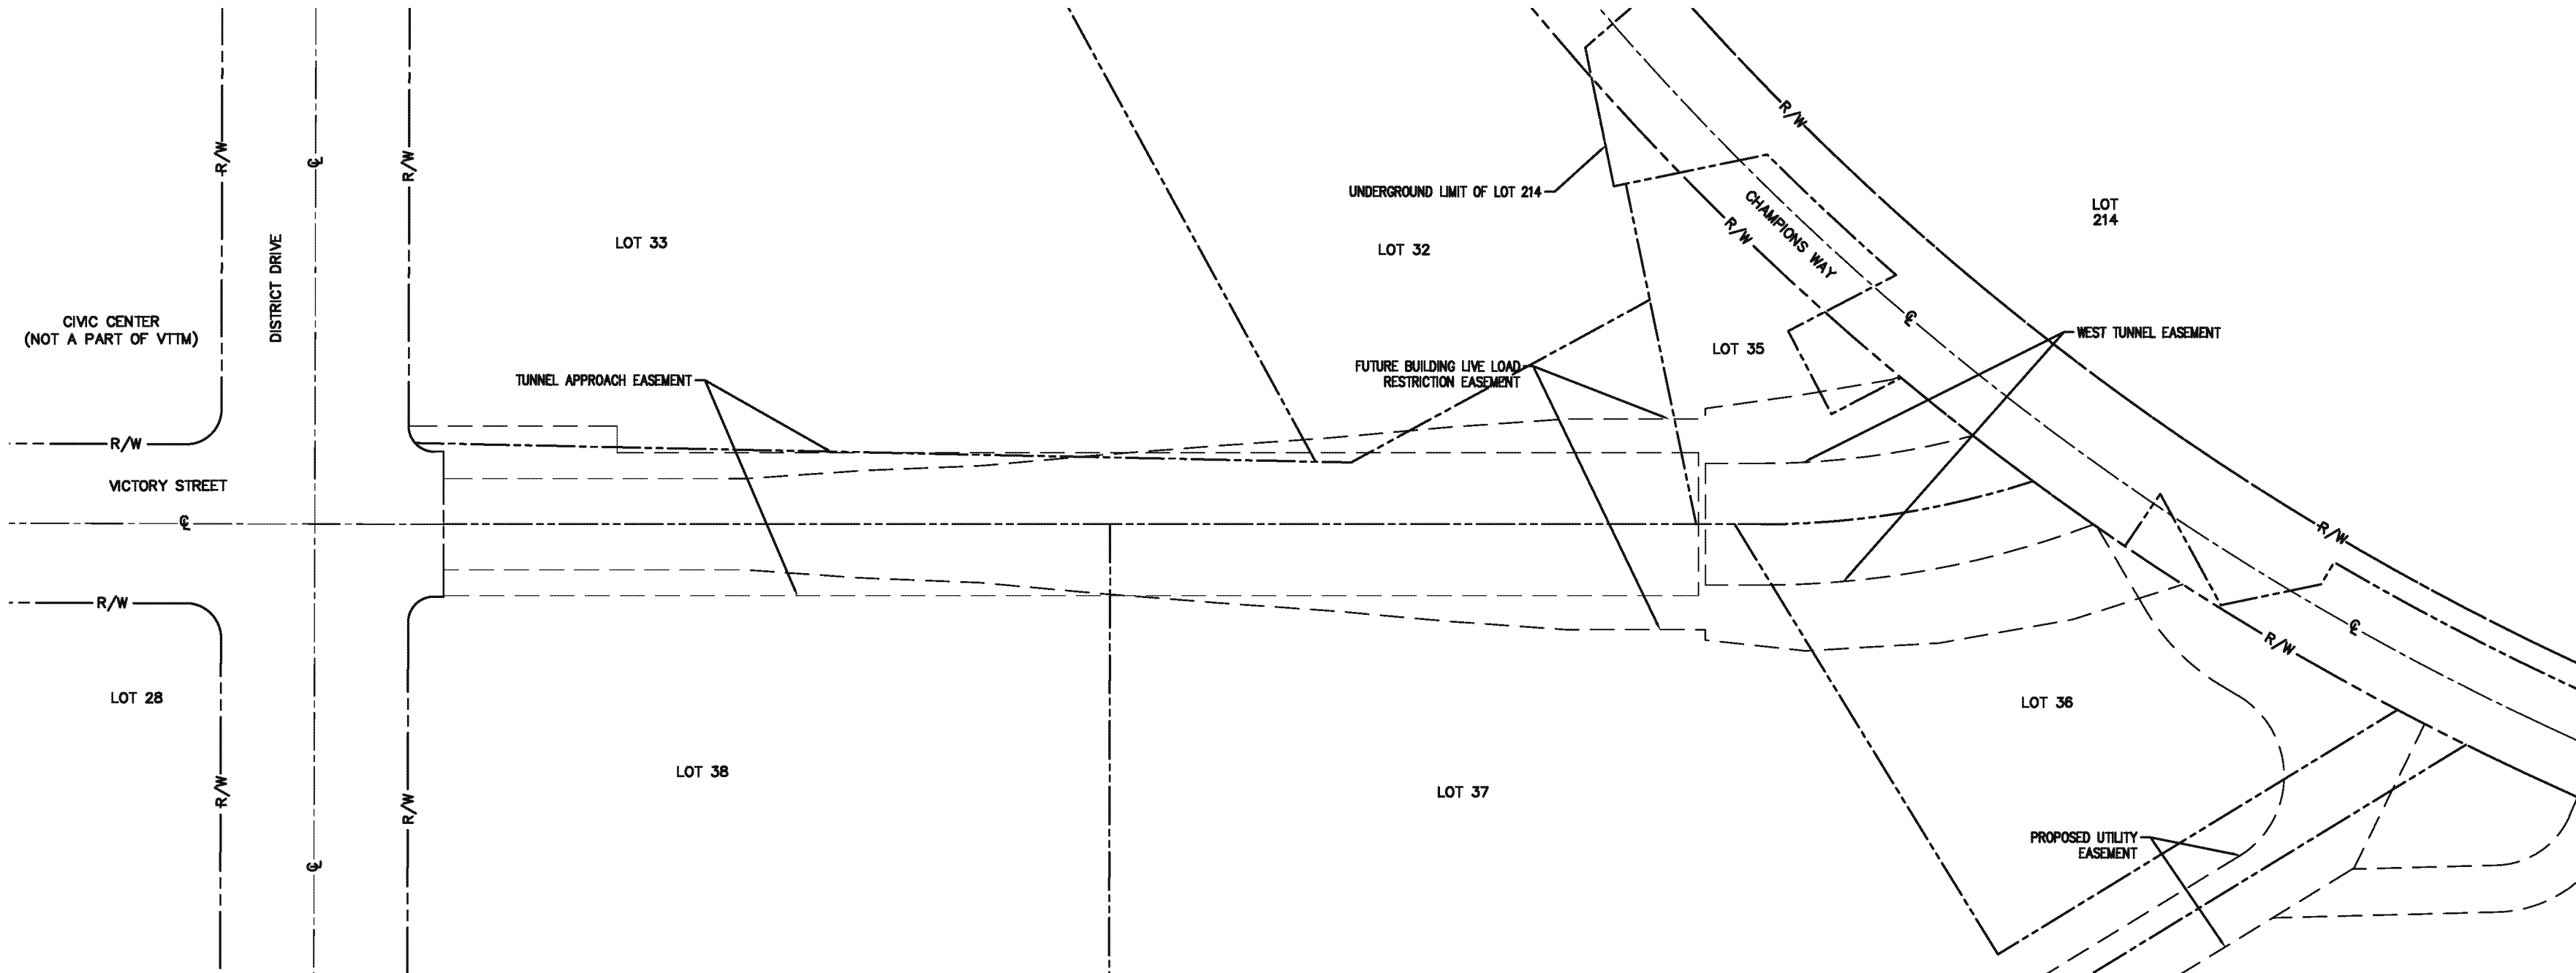 R/W
℄
R/W
DISTRICT DRIVE
CIVIC CENTER
(NOT A PART OF VTTM)
LOT 33
TUNNEL APPROACH EASEMENT
R/W
VICTORY STREET
℄
R/W
LOT 28
R/W
R/W
℄
LOT 38
UNDERGROUND LIMIT OF LOT 214
LOT 32
FUTURE BUILDING LIVE LOAD
RESTRICTION EASEMENT
R/W
R/W
CHAMPIONS WAY
LOT
214
℄
LOT 35
WEST TUNNEL EASEMENT
R/W
℄
R/W
LOT 36
LOT 37
PROPOSED UTILITY
EASEMENT